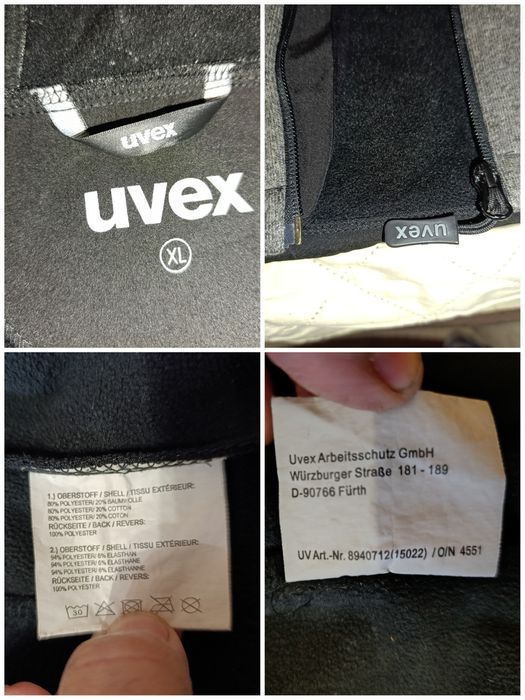 uvex
uvex
XL
uvex
1.) OBERSTOFF / SHELL / TISSU EXTÉRIEUR:
80% POLYESTER/ 20% BAUMWOLLE
80% POLYESTER/ 20% COTTON
80% POLYESTER/ 20% COTON
RÜCKSEITE / BACK / REVERS:
100% POLYESTER
2.) OBERSTOFF / SHELL / TISSU EXTÉRIEUR:
94% POLYESTER/ 6% ELASTHAN
94% POLYESTER/ 6% ELASTHANE
94% POLYESTER/ 6% ELASTHANNE
RÜCKSEITE / BACK / REVERS:
100% POLYESTER
30
Uvex Arbeitsschutz GmbH
Würzburger Straße 181 - 189
D-90766 Fürth
UV Art.-Nr. 8940712(15022) / O/N 4551